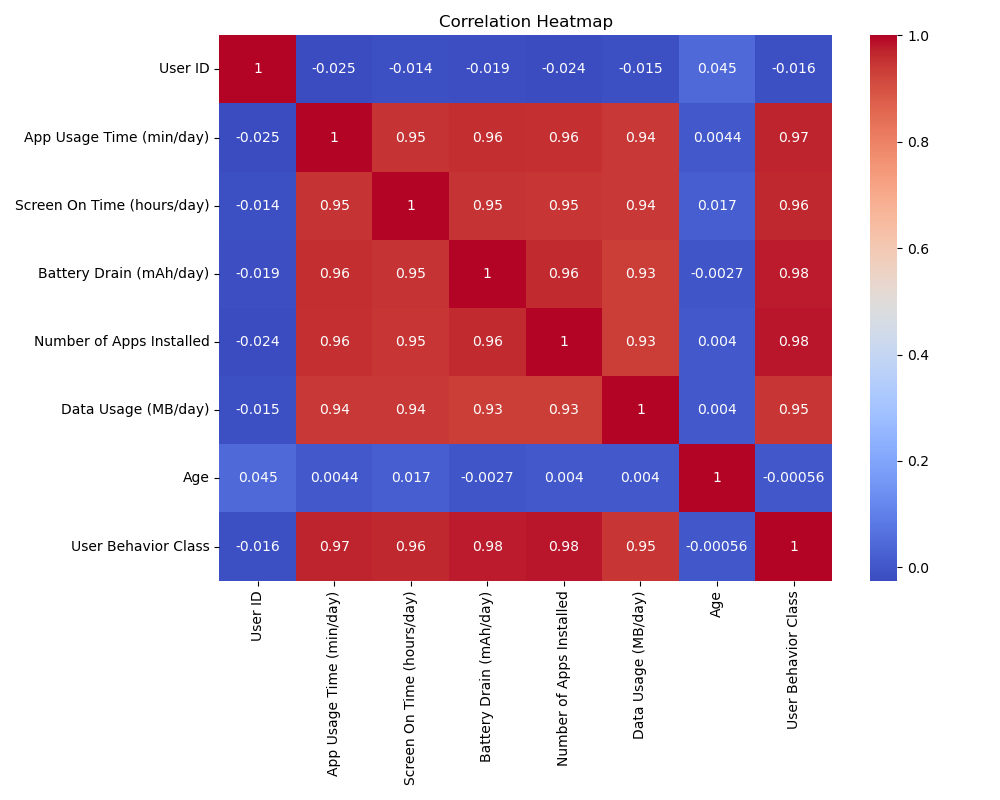 Correlation Heatmap
User ID 1 -0.025 -0.014 -0.019 -0.024 -0.015 0.045 -0.016
App Usage Time (min/day) -0.025 1 0.95 0.96 0.96 0.94 0.0044 0.97
Screen On Time (hours/day) -0.014 0.95 1 0.95 0.95 0.94 0.017 0.96
Battery Drain (mAh/day) -0.019 0.96 0.95 1 0.96 0.93 -0.0027 0.98
Number of Apps Installed -0.024 0.96 0.95 0.96 1 0.93 0.004 0.98
Data Usage (MB/day) -0.015 0.94 0.94 0.93 0.93 1 0.004 0.95
Age 0.045 0.0044 0.017 -0.0027 0.004 0.004 1 -0.00056
User Behavior Class -0.016 0.97 0.96 0.98 0.98 0.95 -0.00056 1
User ID
App Usage Time (min/day)
Screen On Time (hours/day)
Battery Drain (mAh/day)
Number of Apps Installed
Data Usage (MB/day)
Age
User Behavior Class
1.0
0.8
0.6
0.4
0.2
0.0